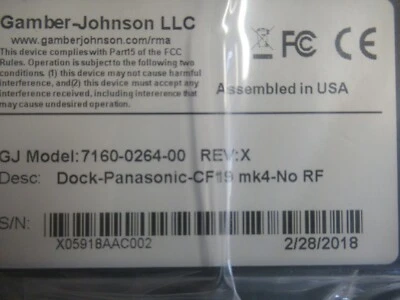 Gamber-Johnson LLC
www.gamberjohnson.com/rma
This device complies with Part15 of the FCC
Rules. Operation is subject to the following two
conditions. (1) this device may not cause harmful
interference, and(2) this device must accept any
interference received, including interterence that
may cause undesired operation.
FC CE
Assembled in USA
GJ Model:7160-0264-00 REV:X
Desc: Dock-Panasonic-CF19 mk4-No RF
S/N:
X05918AAC002
2/28/2018